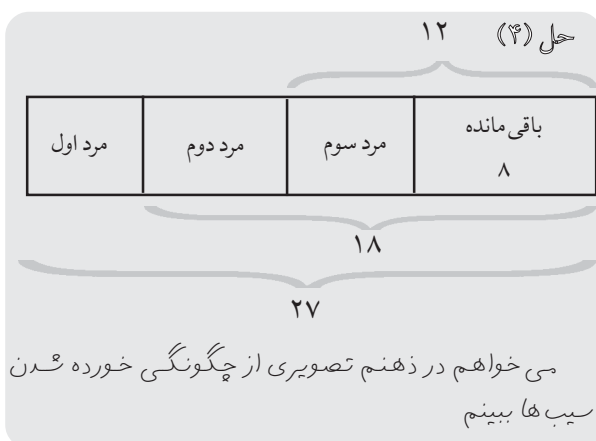 حل (۴)
۱۲
باقی‌مانده
۸
مرد سوم
مرد دوم
مرد اول
۱۸
۲۷
می‌خواهم در ذهنم تصویری از چگونگی خورده شدن
سیب‌ها ببینم